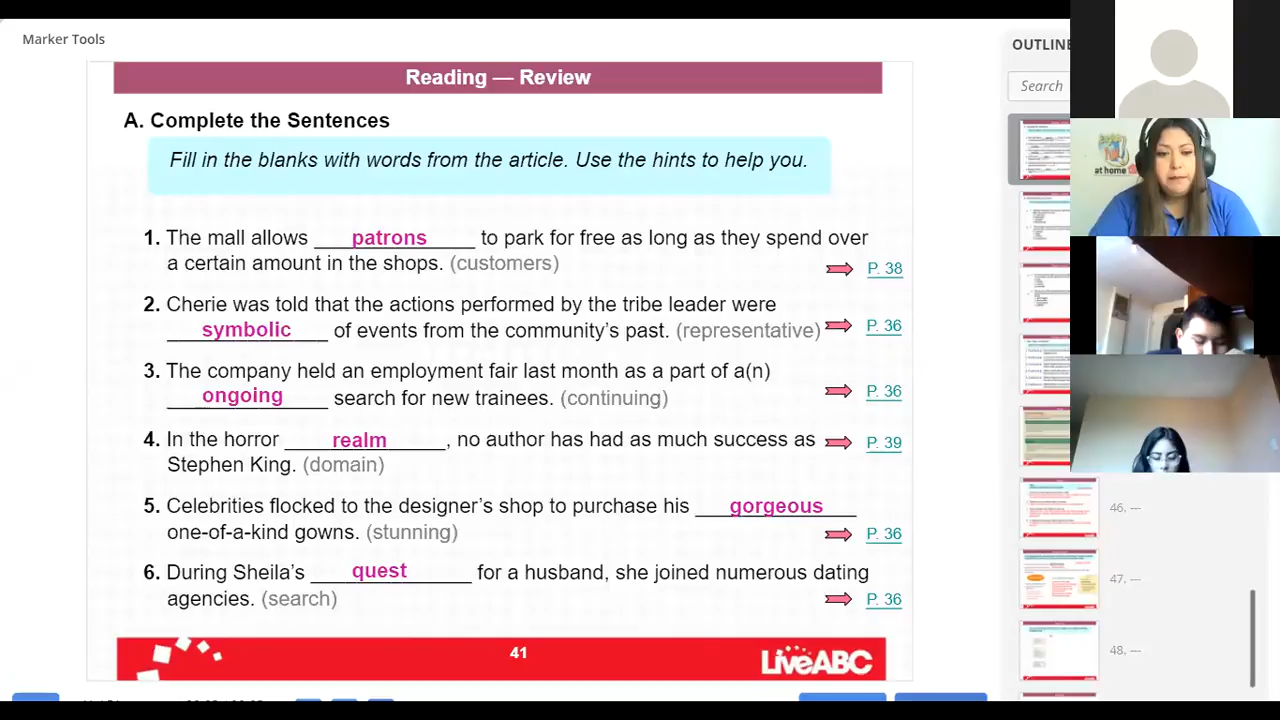 Marker Tools
OUTLINE
Search
Reading — Review
A. Complete the Sentences
Fill in the blanks with words from the article. Use the hints to help you.
1. The mall allows patrons to park for free as long as they spend over
a certain amount in the shops. (customers)
P. 38
2. Cherie was told that the actions performed by the tribe leader were
symbolic of events from the community's past. (representative)
P. 36
3. The company held an employment fair last month as a part of a(n)
ongoing search for new trainees. (continuing)
P. 36
4. In the horror realm, no author has had as much success as
Stephen King. (domain)
P. 39
5. Celebrities flocked to the designer's shop to purchase his gorgeous
one-of-a-kind gowns. (stunning)
P. 36
6. During Sheila's quest for a husband, she joined numerous dating
agencies. (search)
P. 36
41
LiveABC
at home
46. —
47. —
48. —